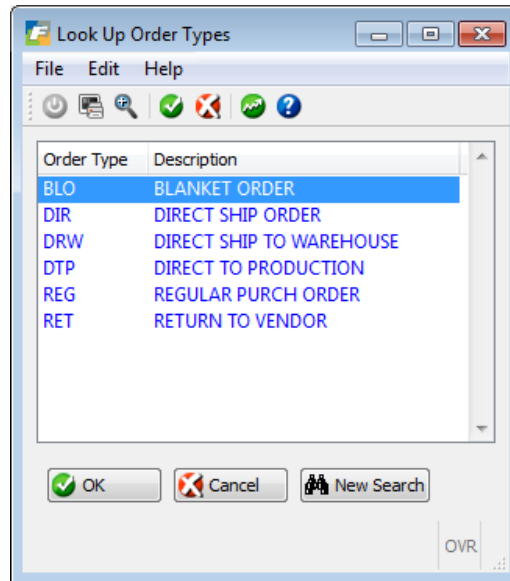 Look Up Order Types
File Edit Help
Order Type Description
BLO BLANKET ORDER
DIR DIRECT SHIP ORDER
DRW DIRECT SHIP TO WAREHOUSE
DTP DIRECT TO PRODUCTION
REG REGULAR PURCH ORDER
RET RETURN TO VENDOR
OK Cancel New Search
OVR